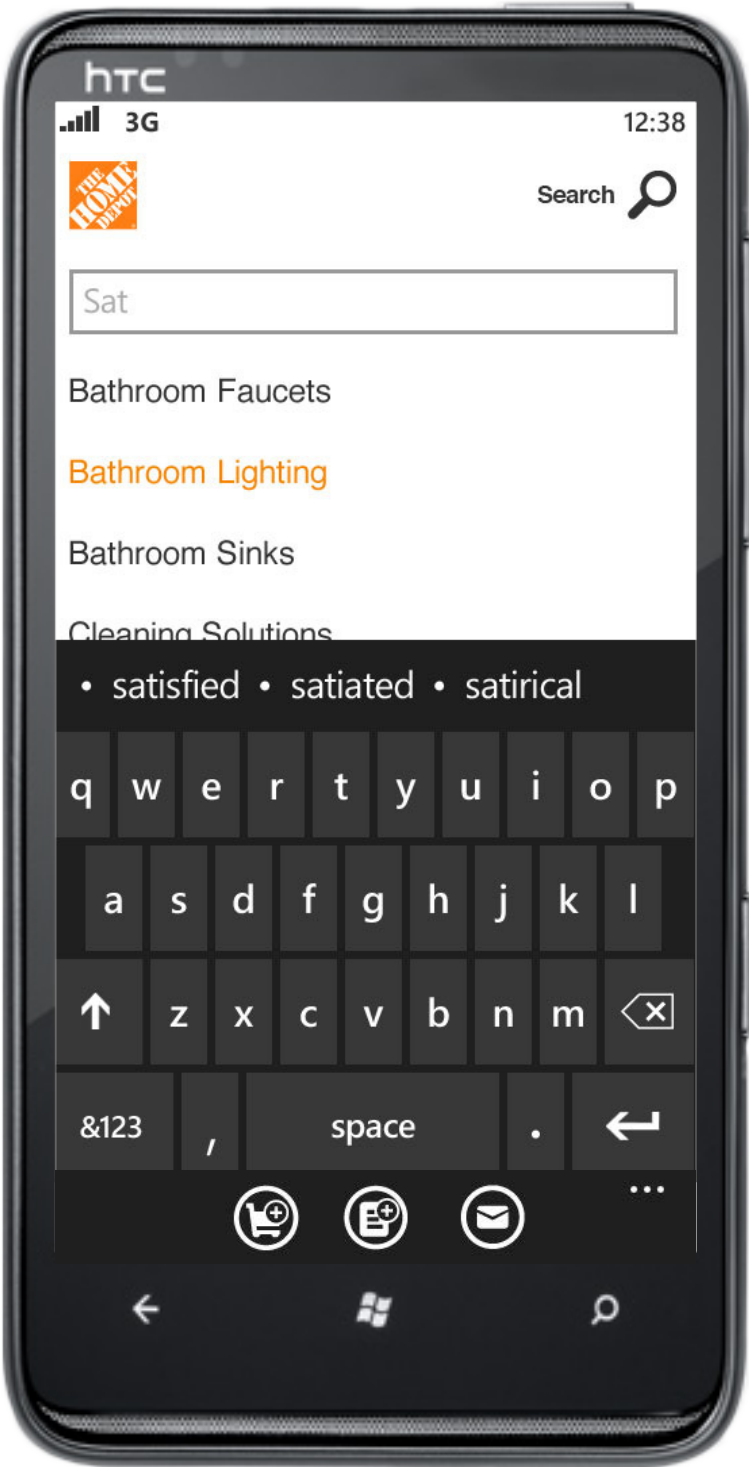 hTC
3G 12:38
THE HOME DEPOT
Search
Sat
Bathroom Faucets
Bathroom Lighting
Bathroom Sinks
Cleaning Solutions
• satisfied • satiated • satirical
q w e r t y u i o p
a s d f g h j k l
z x c v b n m
&123 , space .
...